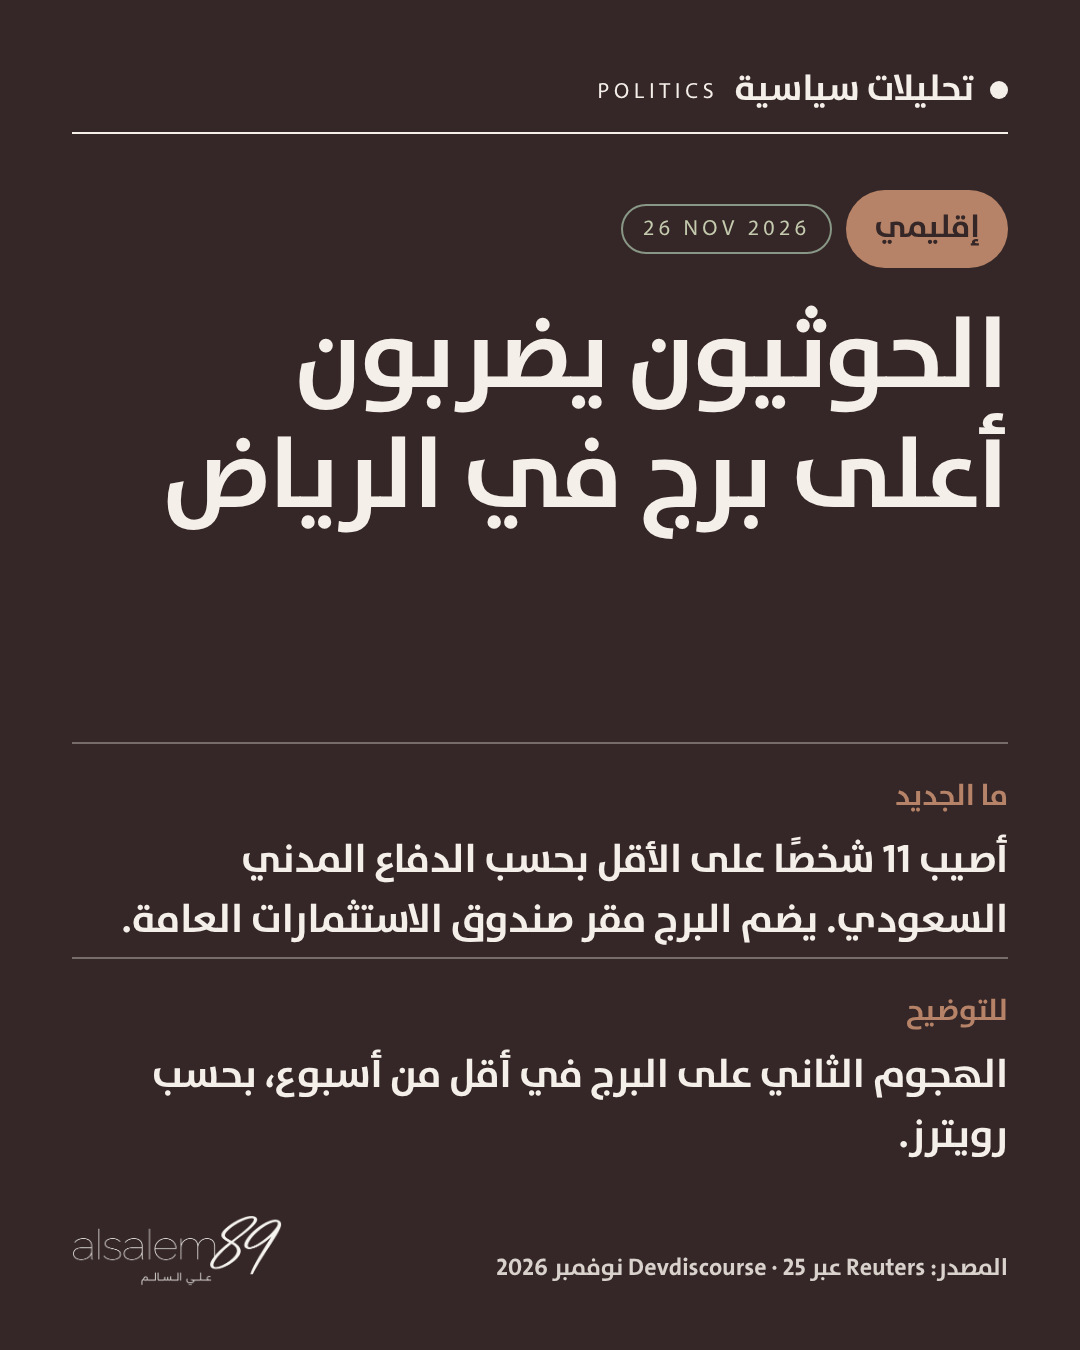 تحليلات سياسية POLITICS
إقليمي 26 NOV 2026
الحوثيون يضربون
أعلى برج في الرياض
ما الجديد
أصيب 11 شخصًا على الأقل بحسب الدفاع المدني
السعودي. يضم البرج مقر صندوق الاستثمارات العامة.
للتوضيح
الهجوم الثاني على البرج في أقل من أسبوع، بحسب
رويترز.
المصدر: Reuters عبر Devdiscourse · 25 نوفمبر 2026
alsalem89
علي السالم